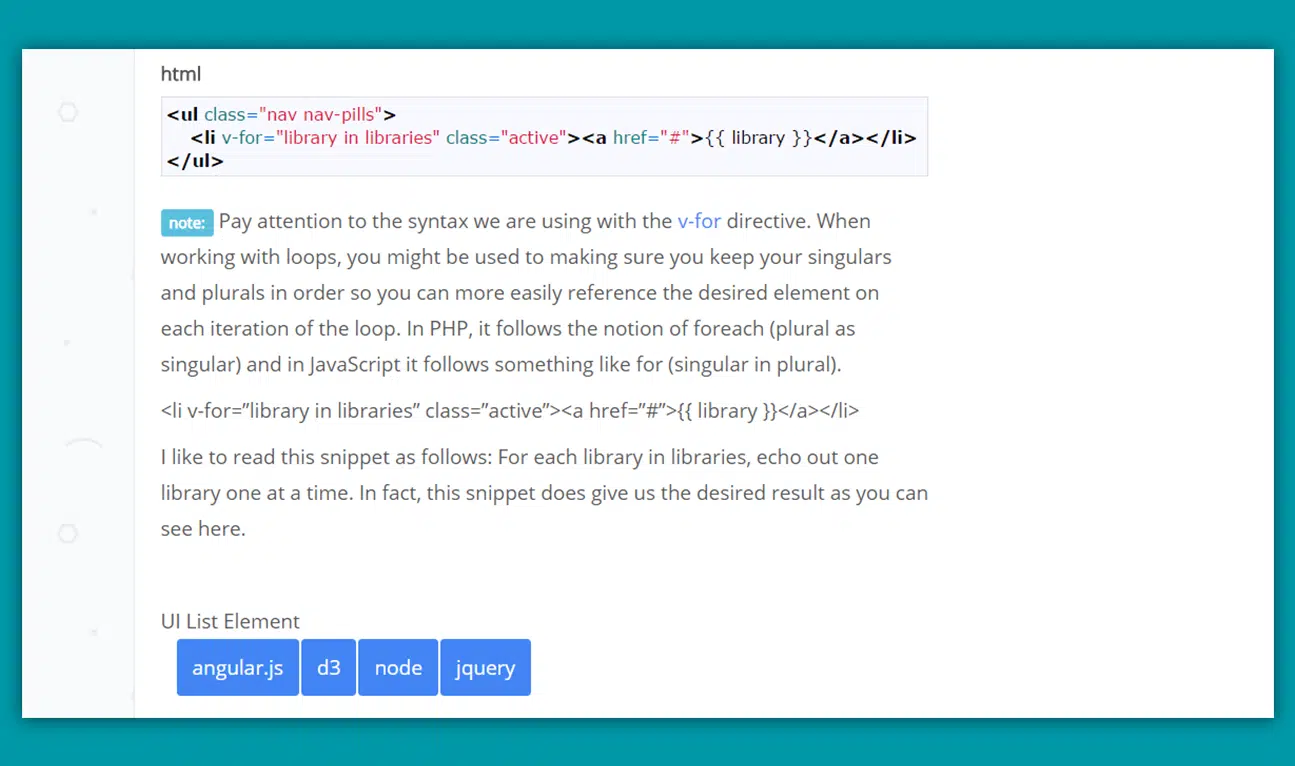 html
<ul class="nav nav-pills">
<li v-for="library in libraries" class="active"><a href="#">{{ library }}</a></li>
</ul>
note: Pay attention to the syntax we are using with the v-for directive. When
working with loops, you might be used to making sure you keep your singulars
and plurals in order so you can more easily reference the desired element on
each iteration of the loop. In PHP, it follows the notion of foreach (plural as
singular) and in JavaScript it follows something like for (singular in plural).
<li v-for=”library in libraries” class=”active”><a href=”#”>{{ library }}</a></li>
I like to read this snippet as follows: For each library in libraries, echo out one
library one at a time. In fact, this snippet does give us the desired result as you can
see here.
UI List Element
angular.js d3 node jquery